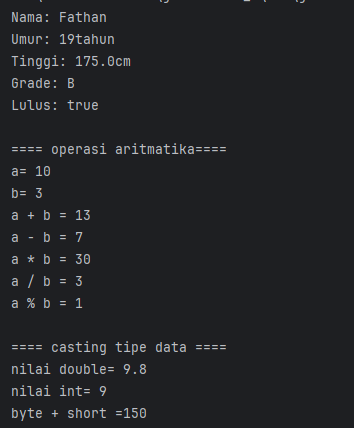 Nama: Fathan
Umur: 19tahun
Tinggi: 175.0cm
Grade: B
Lulus: true
==== operasi aritmatika====
a= 10
b= 3
a + b = 13
a - b = 7
a * b = 30
a / b = 3
a % b = 1
==== casting tipe data ====
nilai double= 9.8
nilai int= 9
byte + short =150